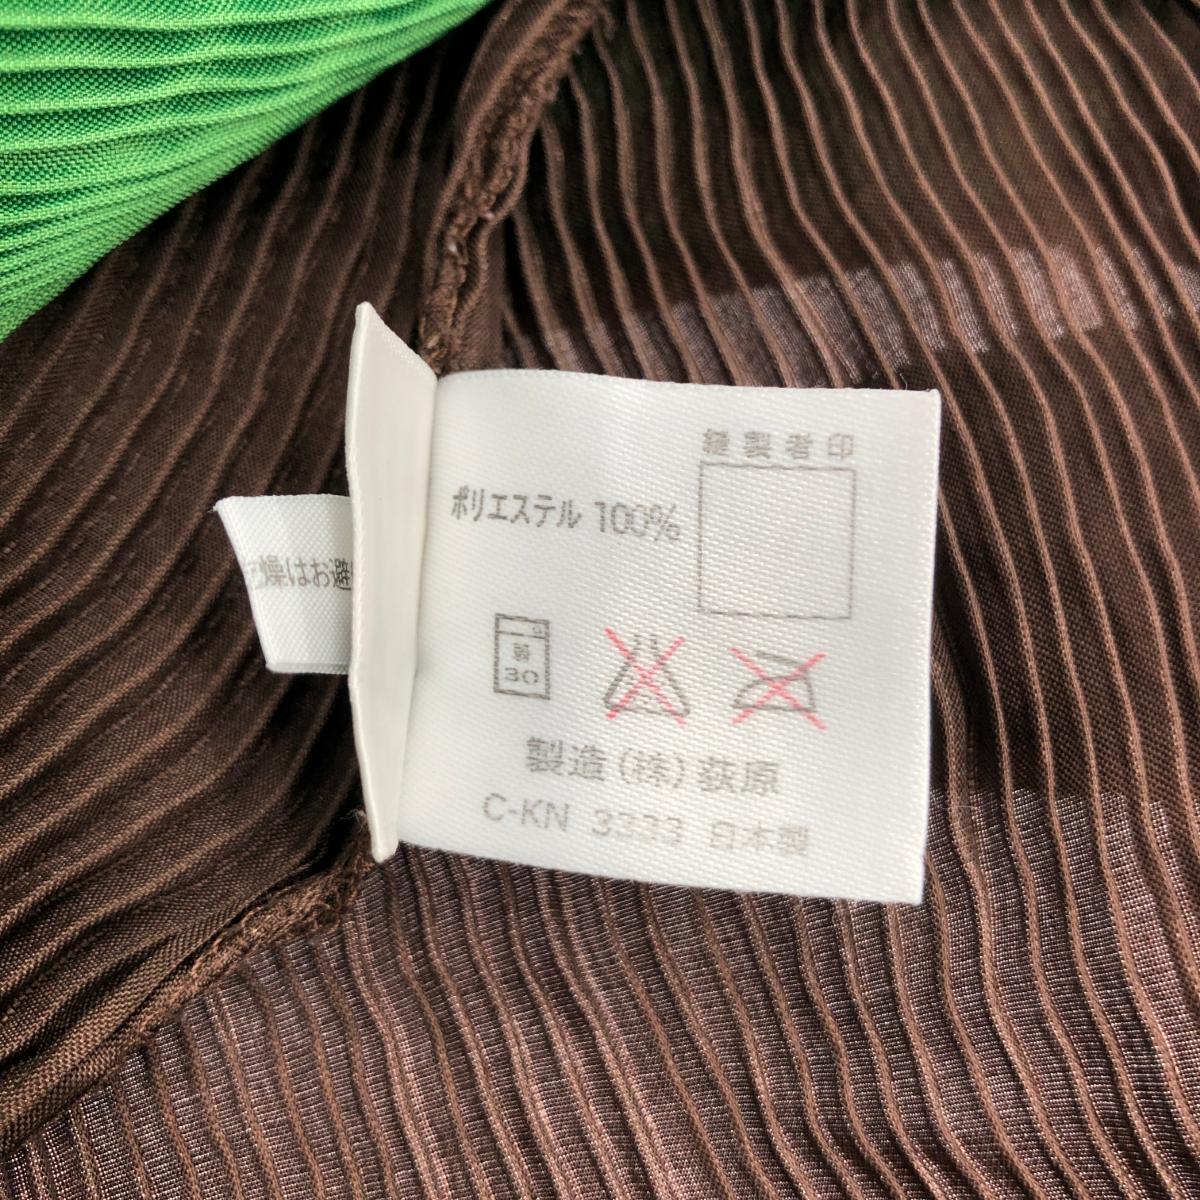 縫製者印
ポリエステル 100%
燥はお避
弱
30
製造 (株) 荻原
C-KN 3333 日本製